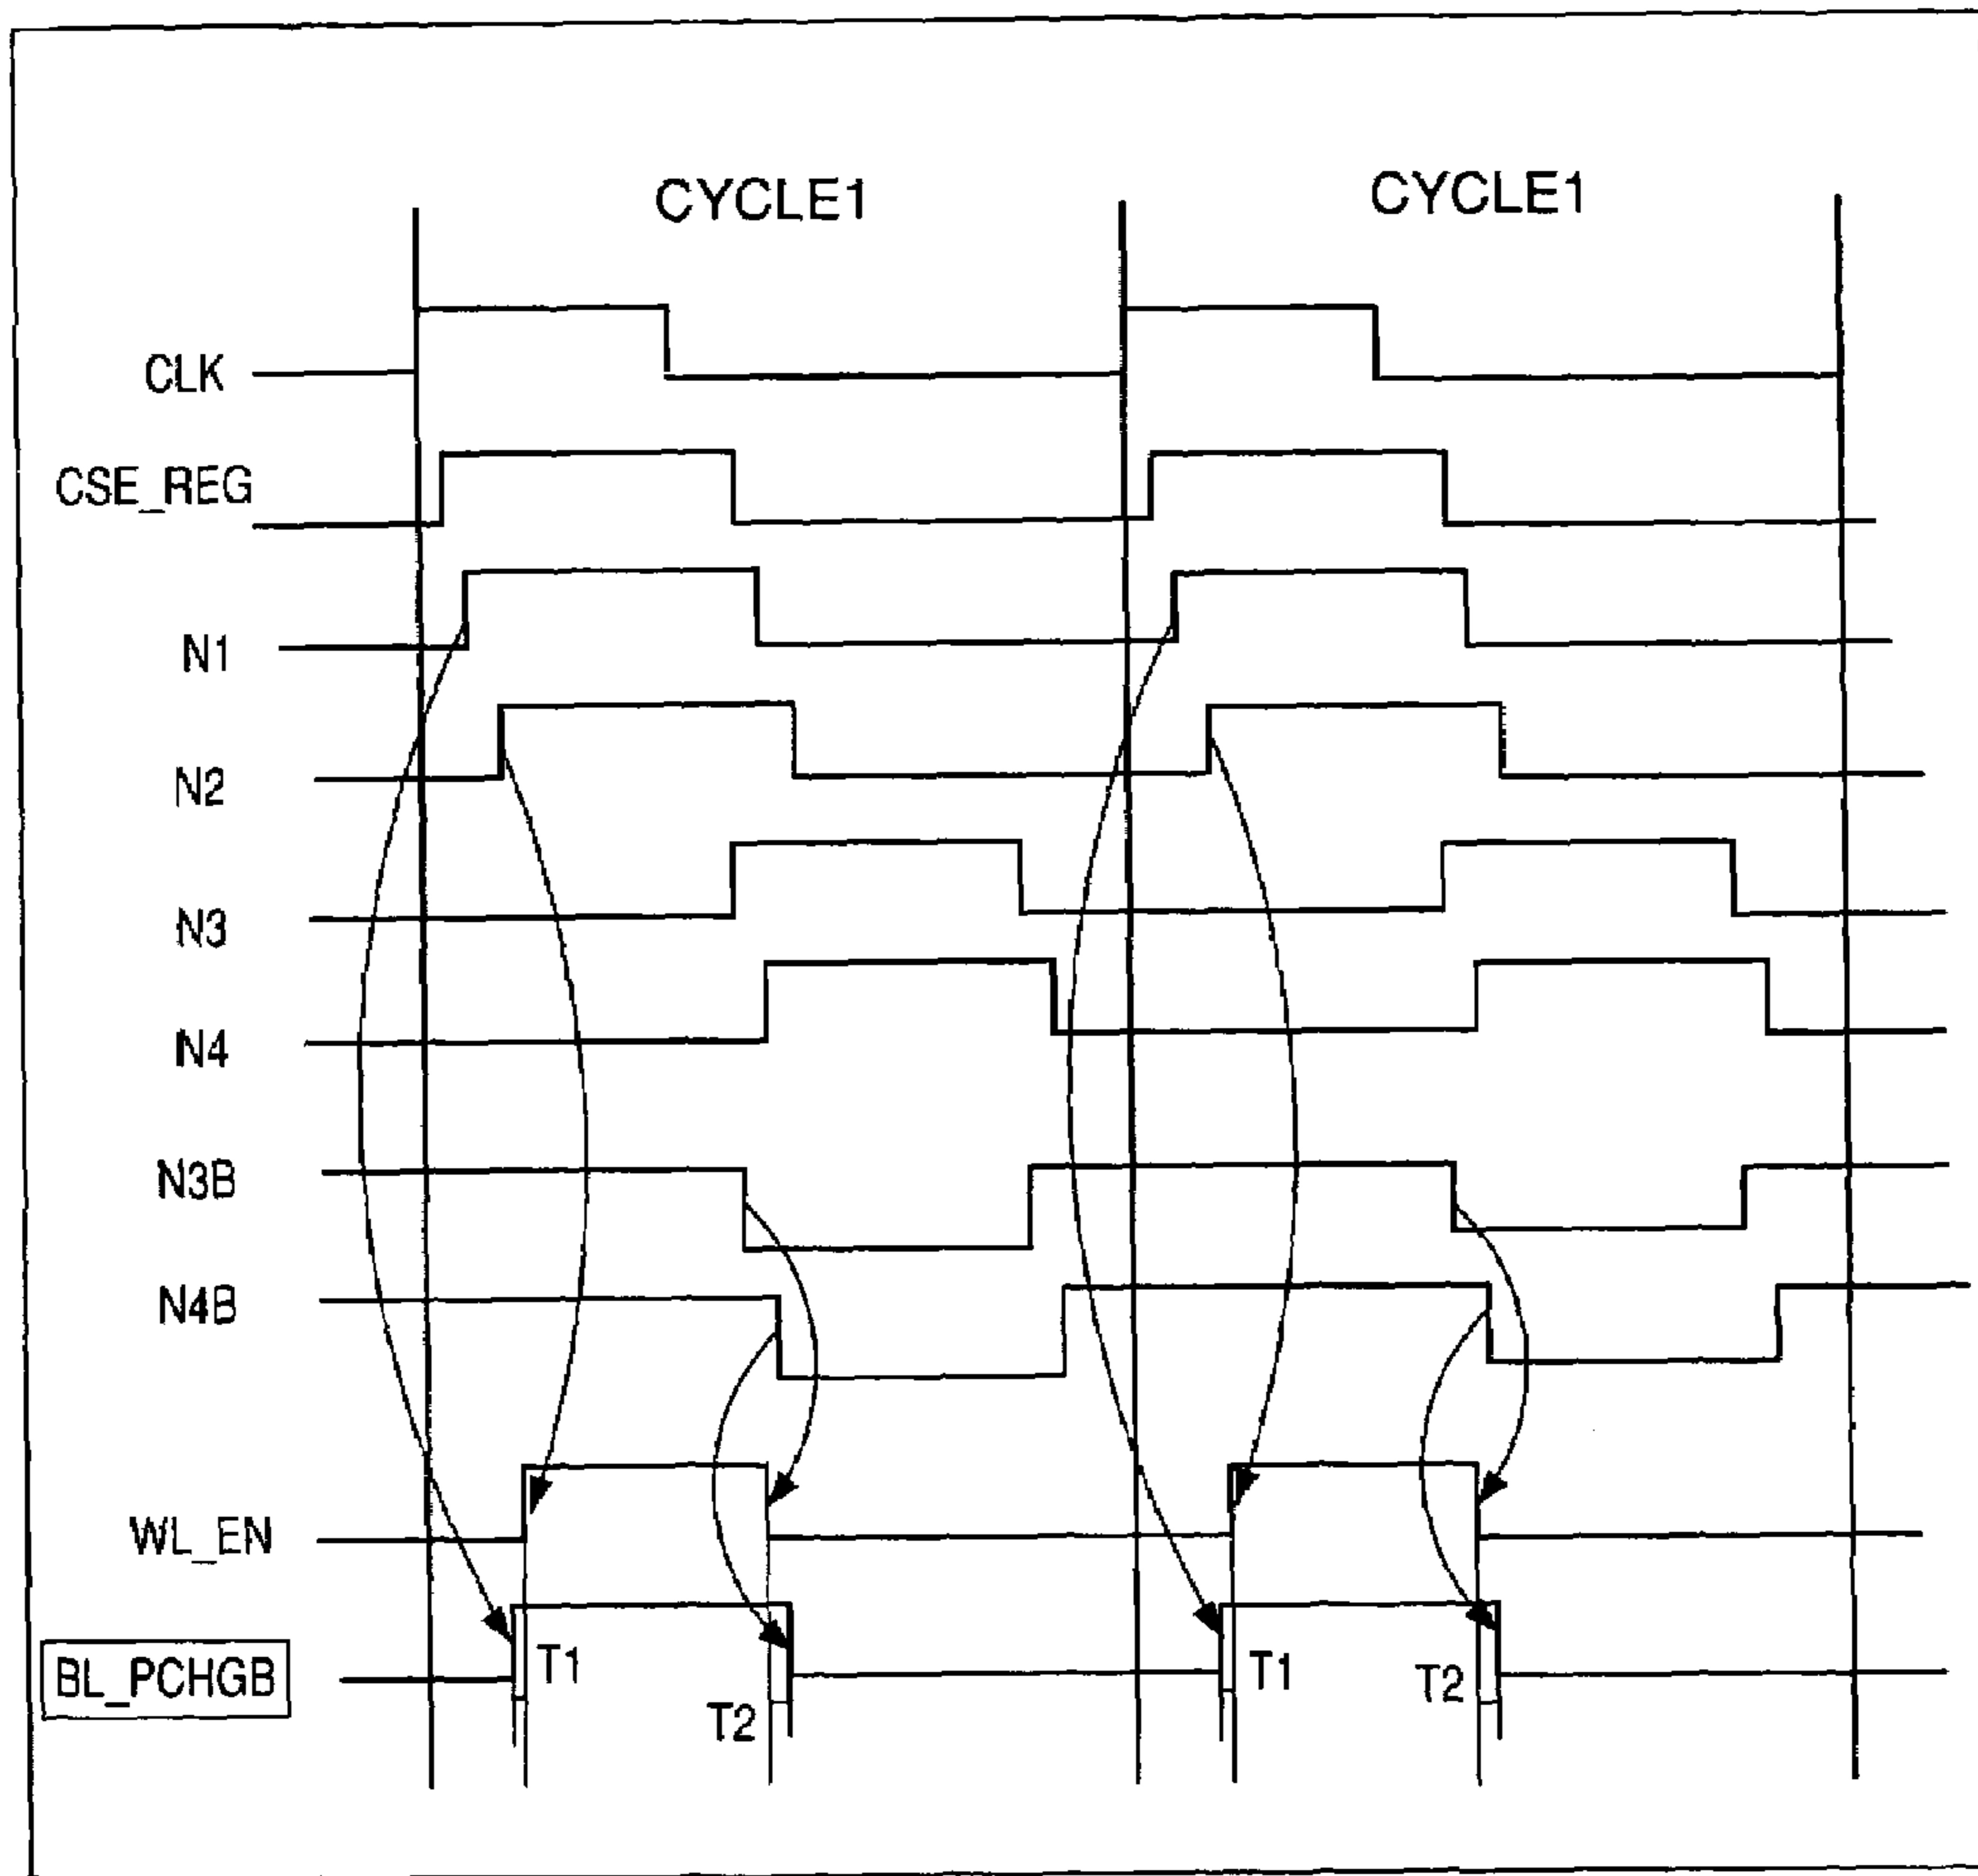 CYCLE1 CYCLE1
CLK
CSE_REG
N1
N2
N3
N4
N3B
N4B
WL_EN
BL_PCHGB T1 T2 T1 T2